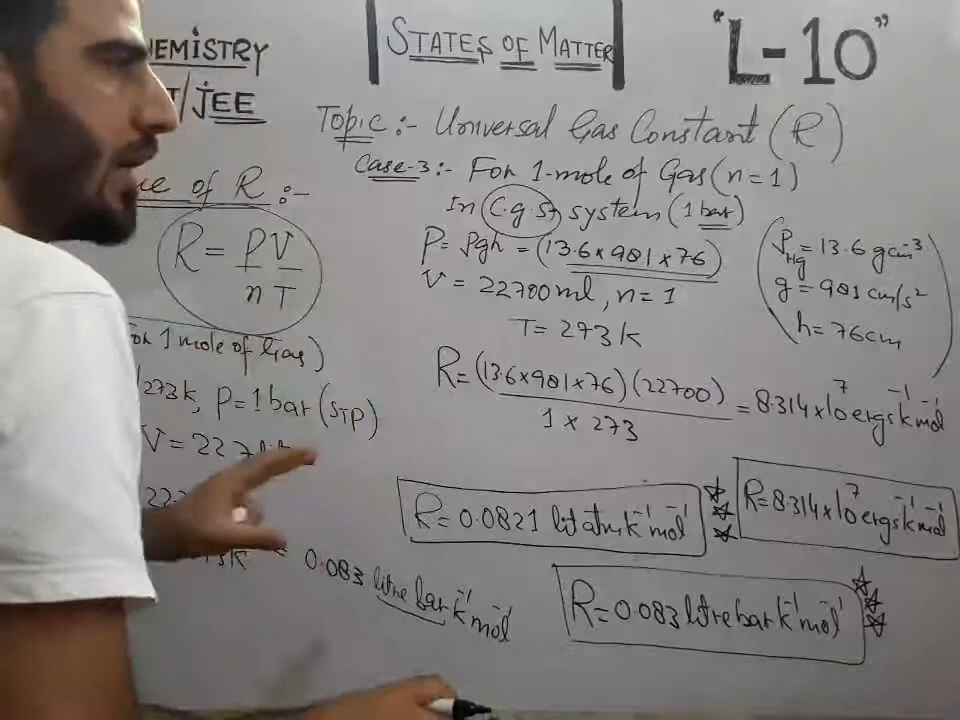 STATES OF MATTER
"L-10"
EMISTRY
/JEE
Topic:- Universal Gas Constant (R)
Case-3:- For 1-mole of Gas (n=1)
In C.g.S system (1 bar)
P = ρgh = (13.6 x 981 x 76)
V = 22700 ml, n = 1
T = 273 k
ρHg = 13.6 g cm⁻³
g = 981 cm/s²
h = 76 cm
R = (13.6 x 981 x 76) (22700) / 1 x 273 = 8.314 x 10⁷ ergs k⁻¹ mol⁻¹
R = 0.0821 lit atm k⁻¹ mol⁻¹
R = 8.314 x 10⁷ ergs k⁻¹ mol⁻¹
R = 0.083 litre bar k⁻¹ mol⁻¹
ue of R :-
R = PV / nT
For 1 mole of Gas)
273k, P = 1 bar (STP)
V = 22.7
= 0.083 litre bar k⁻¹ mol⁻¹